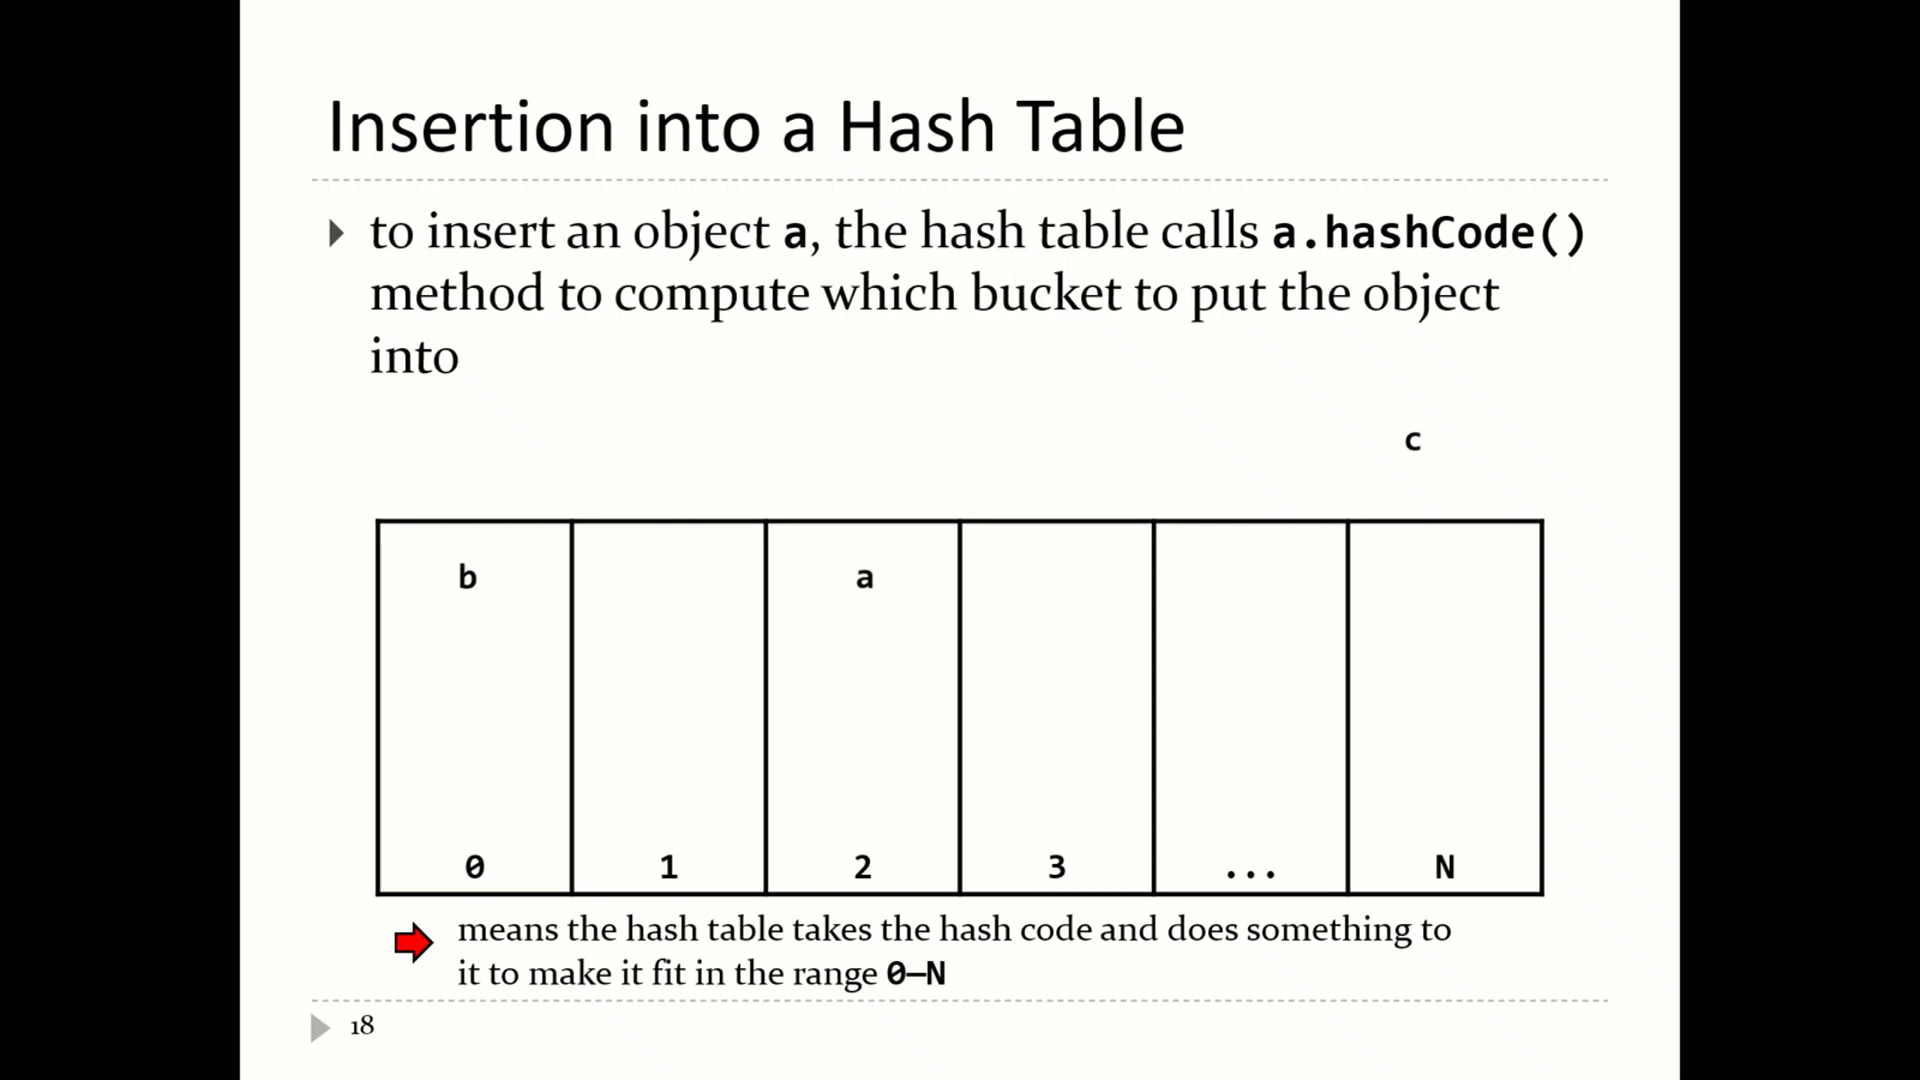 Insertion into a Hash Table
to insert an object a, the hash table calls a.hashCode()
method to compute which bucket to put the object
into
c
b a
0 1 2 3 ... N
means the hash table takes the hash code and does something to
it to make it fit in the range 0–N
18